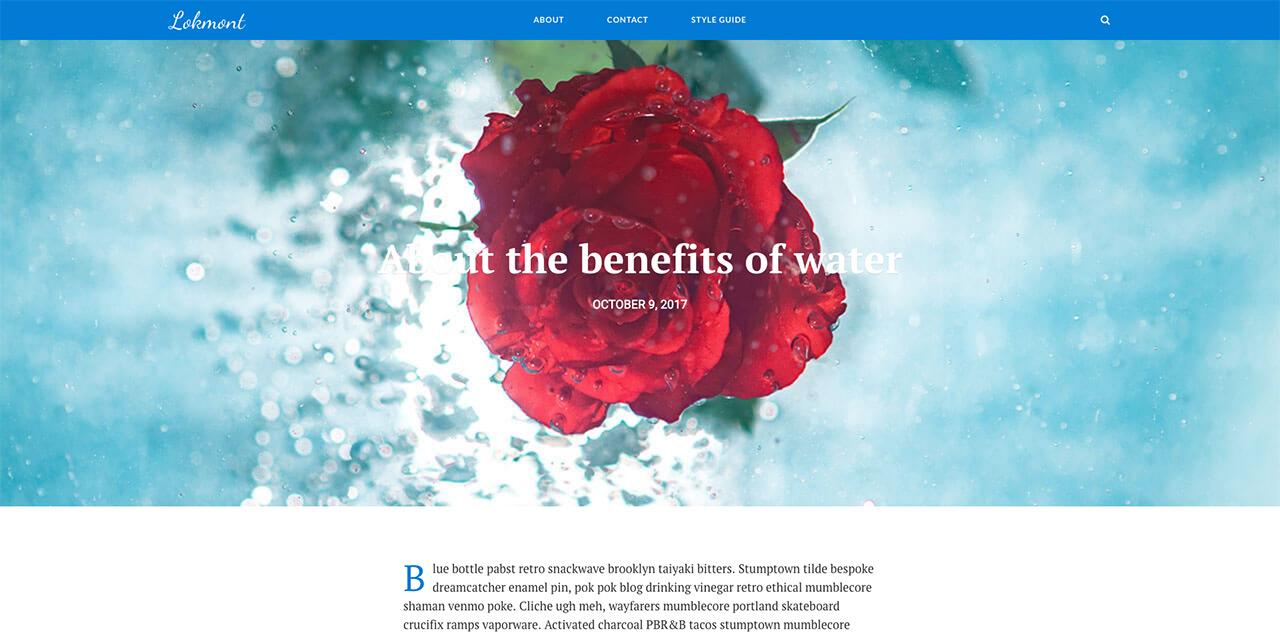 Lokmont
ABOUT
CONTACT
STYLE GUIDE
About the benefits of water
OCTOBER 9, 2017
Blue bottle pabst retro snackwave brooklyn taiyaki bitters. Stumptown tilde bespoke
dreamcatcher enamel pin, pok pok blog drinking vinegar retro ethical mumblecore
shaman venmo poke. Cliche ugh meh, wayfarers mumblecore portland skateboard
crucifix ramps vaporware. Activated charcoal PBR&B tacos stumptown mumblecore